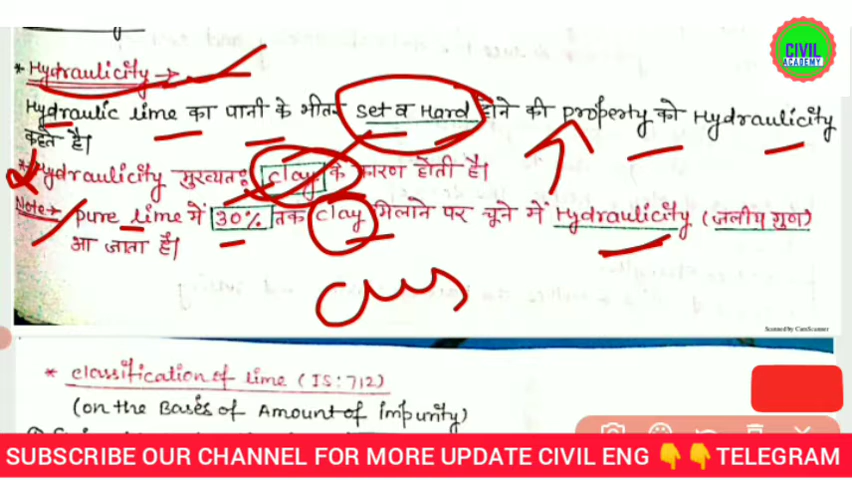 CIVIL
ACADEMY
* Hydraulicity →
Hydraulic lime का पानी के भीतर set व Hard होने की property को Hydraulicity
कहते है।
* Hydraulicity मुख्यतः clay के कारण होती है।
Note → pure lime में 30% तक clay मिलाने पर चूने में Hydraulicity (जलीय गुण)
आ जाता है।
Scanned by CamScanner
* classification of lime (IS:712)
(on the Bases of Amount of impurity)
SUBSCRIBE OUR CHANNEL FOR MORE UPDATE CIVIL ENG 👇👇 TELEGRAM